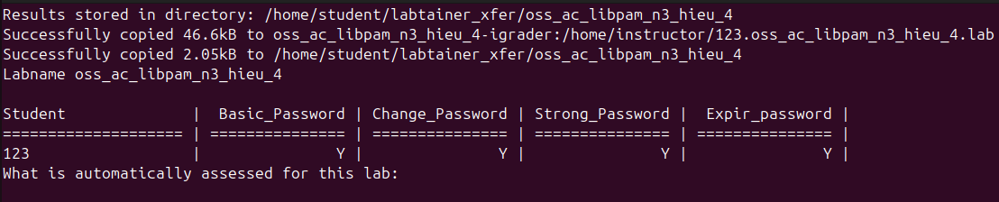 Results stored in directory: /home/student/labtainer_xfer/oss_ac_libpam_n3_hieu_4
Successfully copied 46.6kB to oss_ac_libpam_n3_hieu_4-igrader:/home/instructor/123.oss_ac_libpam_n3_hieu_4.lab
Successfully copied 2.05kB to /home/student/labtainer_xfer/oss_ac_libpam_n3_hieu_4
Labname oss_ac_libpam_n3_hieu_4
Student              |  Basic_Password | Change_Password | Strong_Password |  Expir_password |
==================== | =============== | =============== | =============== | =============== |
123                  |               Y |               Y |               Y |               Y |
What is automatically assessed for this lab: